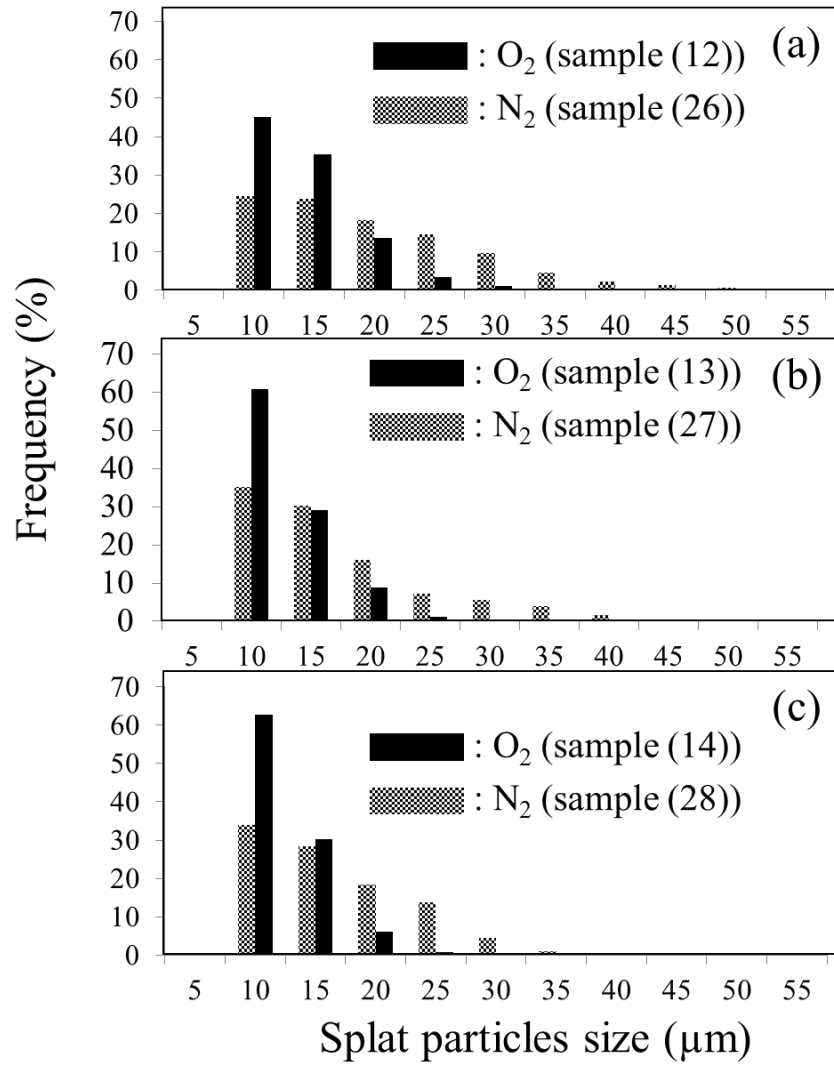 Frequency (%)
70
60
50
40
30
20
10
0
(a)
: O₂ (sample (12))
: N₂ (sample (26))
5 10 15 20 25 30 35 40 45 50 55
70
60
50
40
30
20
10
0
(b)
: O₂ (sample (13))
: N₂ (sample (27))
5 10 15 20 25 30 35 40 45 50 55
70
60
50
40
30
20
10
0
(c)
: O₂ (sample (14))
: N₂ (sample (28))
5 10 15 20 25 30 35 40 45 50 55
Splat particles size (µm)